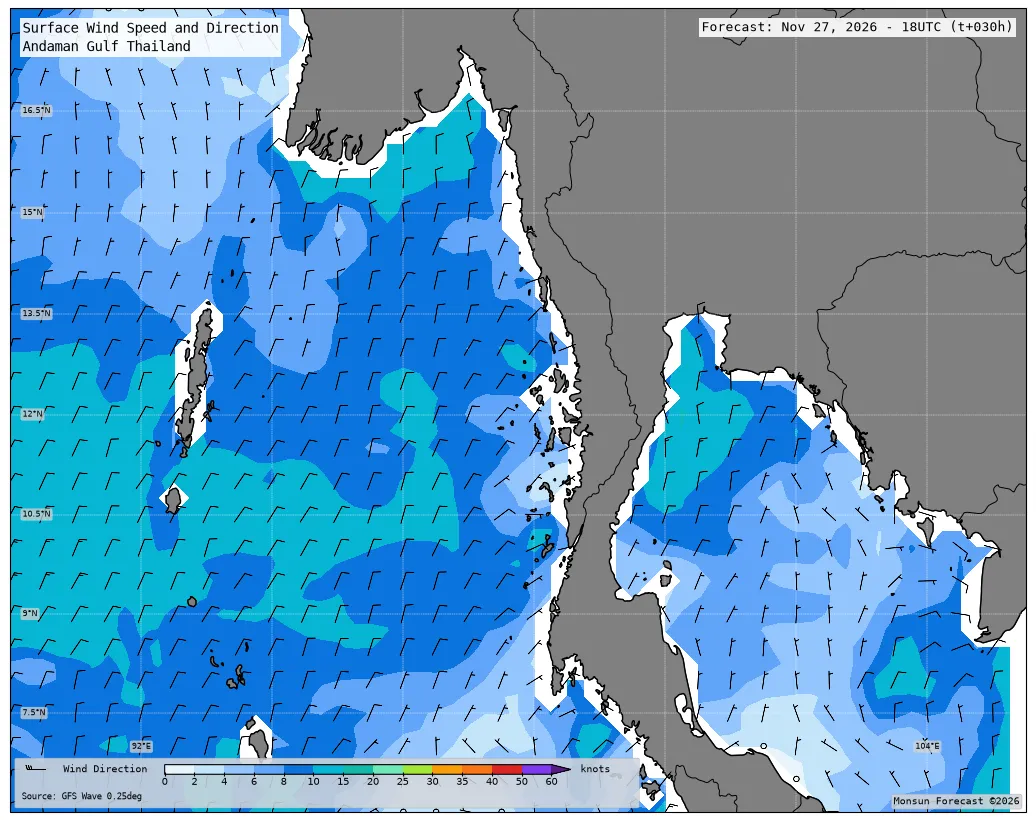 Surface Wind Speed and Direction
Andaman Gulf Thailand
Forecast: Nov 27, 2026 - 18UTC (t+030h)
16.5°N
15°N
13.5°N
12°N
10.5°N
9°N
7.5°N
92°E
104°E
Wind Direction
0 2 4 6 8 10 15 20 25 30 35 40 50 60
knots
Source: GFS Wave 0.25deg
Monsun Forecast ©2026